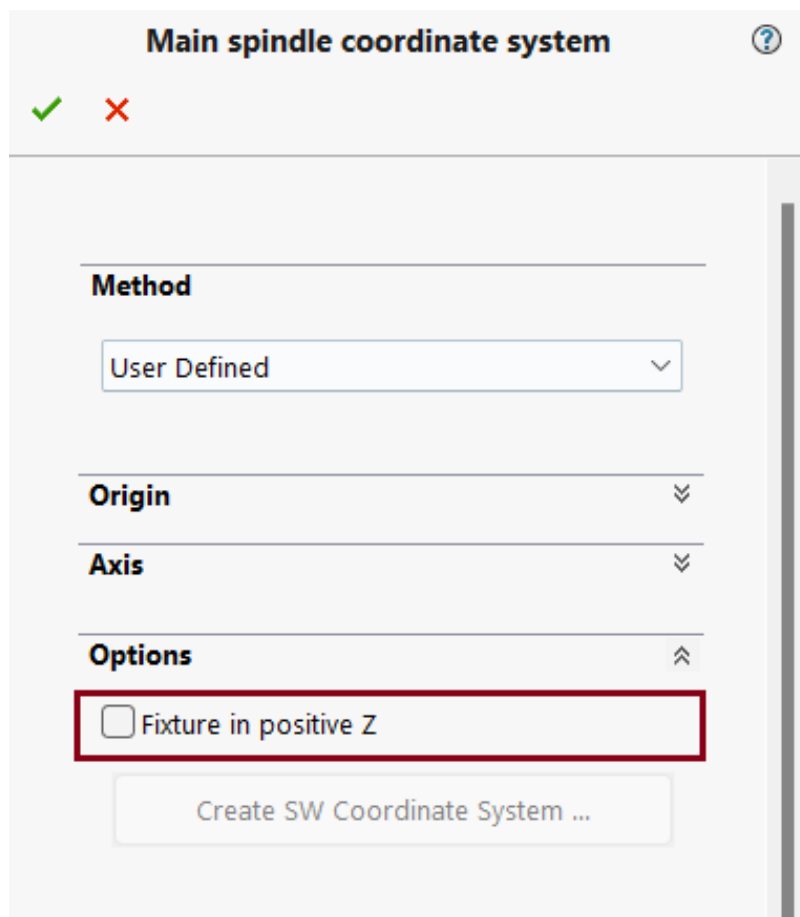 Main spindle coordinate system
Method
User Defined
Origin
Axis
Options
Fixture in positive Z
Create SW Coordinate System ...